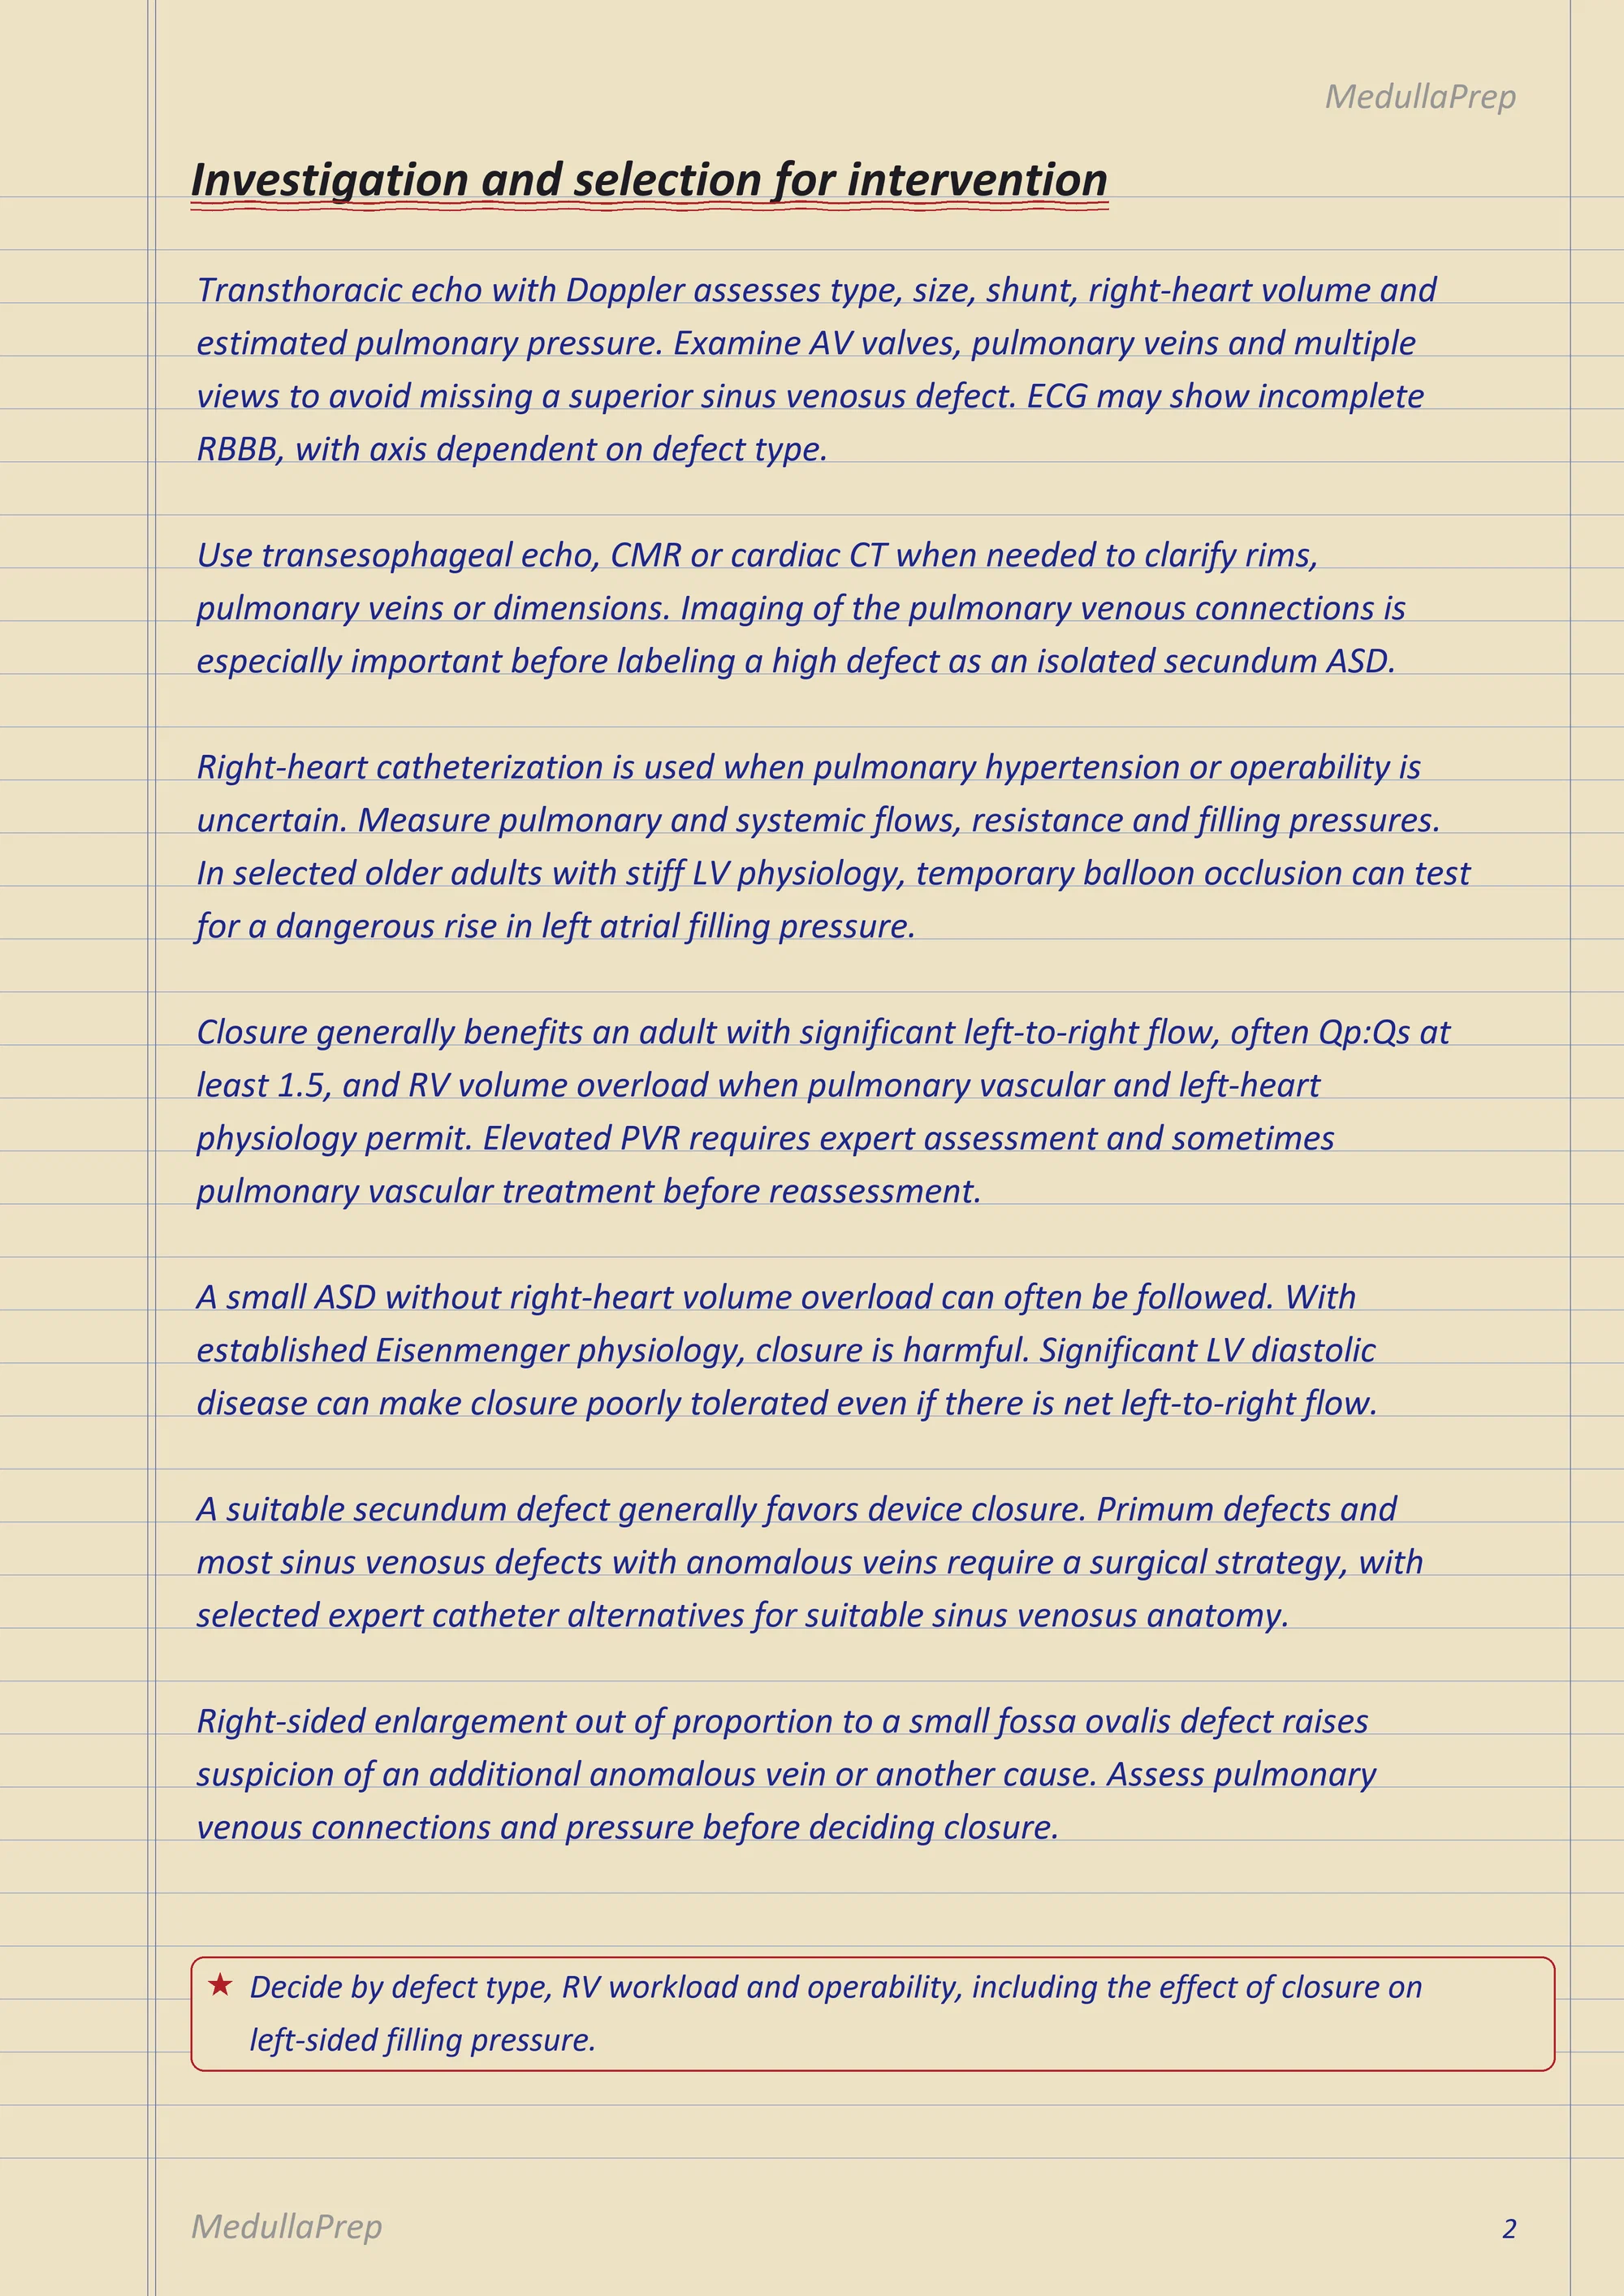 MedullaPrep
Investigation and selection for intervention
Transthoracic echo with Doppler assesses type, size, shunt, right-heart volume and
estimated pulmonary pressure. Examine AV valves, pulmonary veins and multiple
views to avoid missing a superior sinus venosus defect. ECG may show incomplete
RBBB, with axis dependent on defect type.
Use transesophageal echo, CMR or cardiac CT when needed to clarify rims,
pulmonary veins or dimensions. Imaging of the pulmonary venous connections is
especially important before labeling a high defect as an isolated secundum ASD.
Right-heart catheterization is used when pulmonary hypertension or operability is
uncertain. Measure pulmonary and systemic flows, resistance and filling pressures.
In selected older adults with stiff LV physiology, temporary balloon occlusion can test
for a dangerous rise in left atrial filling pressure.
Closure generally benefits an adult with significant left-to-right flow, often Qp:Qs at
least 1.5, and RV volume overload when pulmonary vascular and left-heart
physiology permit. Elevated PVR requires expert assessment and sometimes
pulmonary vascular treatment before reassessment.
A small ASD without right-heart volume overload can often be followed. With
established Eisenmenger physiology, closure is harmful. Significant LV diastolic
disease can make closure poorly tolerated even if there is net left-to-right flow.
A suitable secundum defect generally favors device closure. Primum defects and
most sinus venosus defects with anomalous veins require a surgical strategy, with
selected expert catheter alternatives for suitable sinus venosus anatomy.
Right-sided enlargement out of proportion to a small fossa ovalis defect raises
suspicion of an additional anomalous vein or another cause. Assess pulmonary
venous connections and pressure before deciding closure.
★ Decide by defect type, RV workload and operability, including the effect of closure on
left-sided filling pressure.
MedullaPrep
2